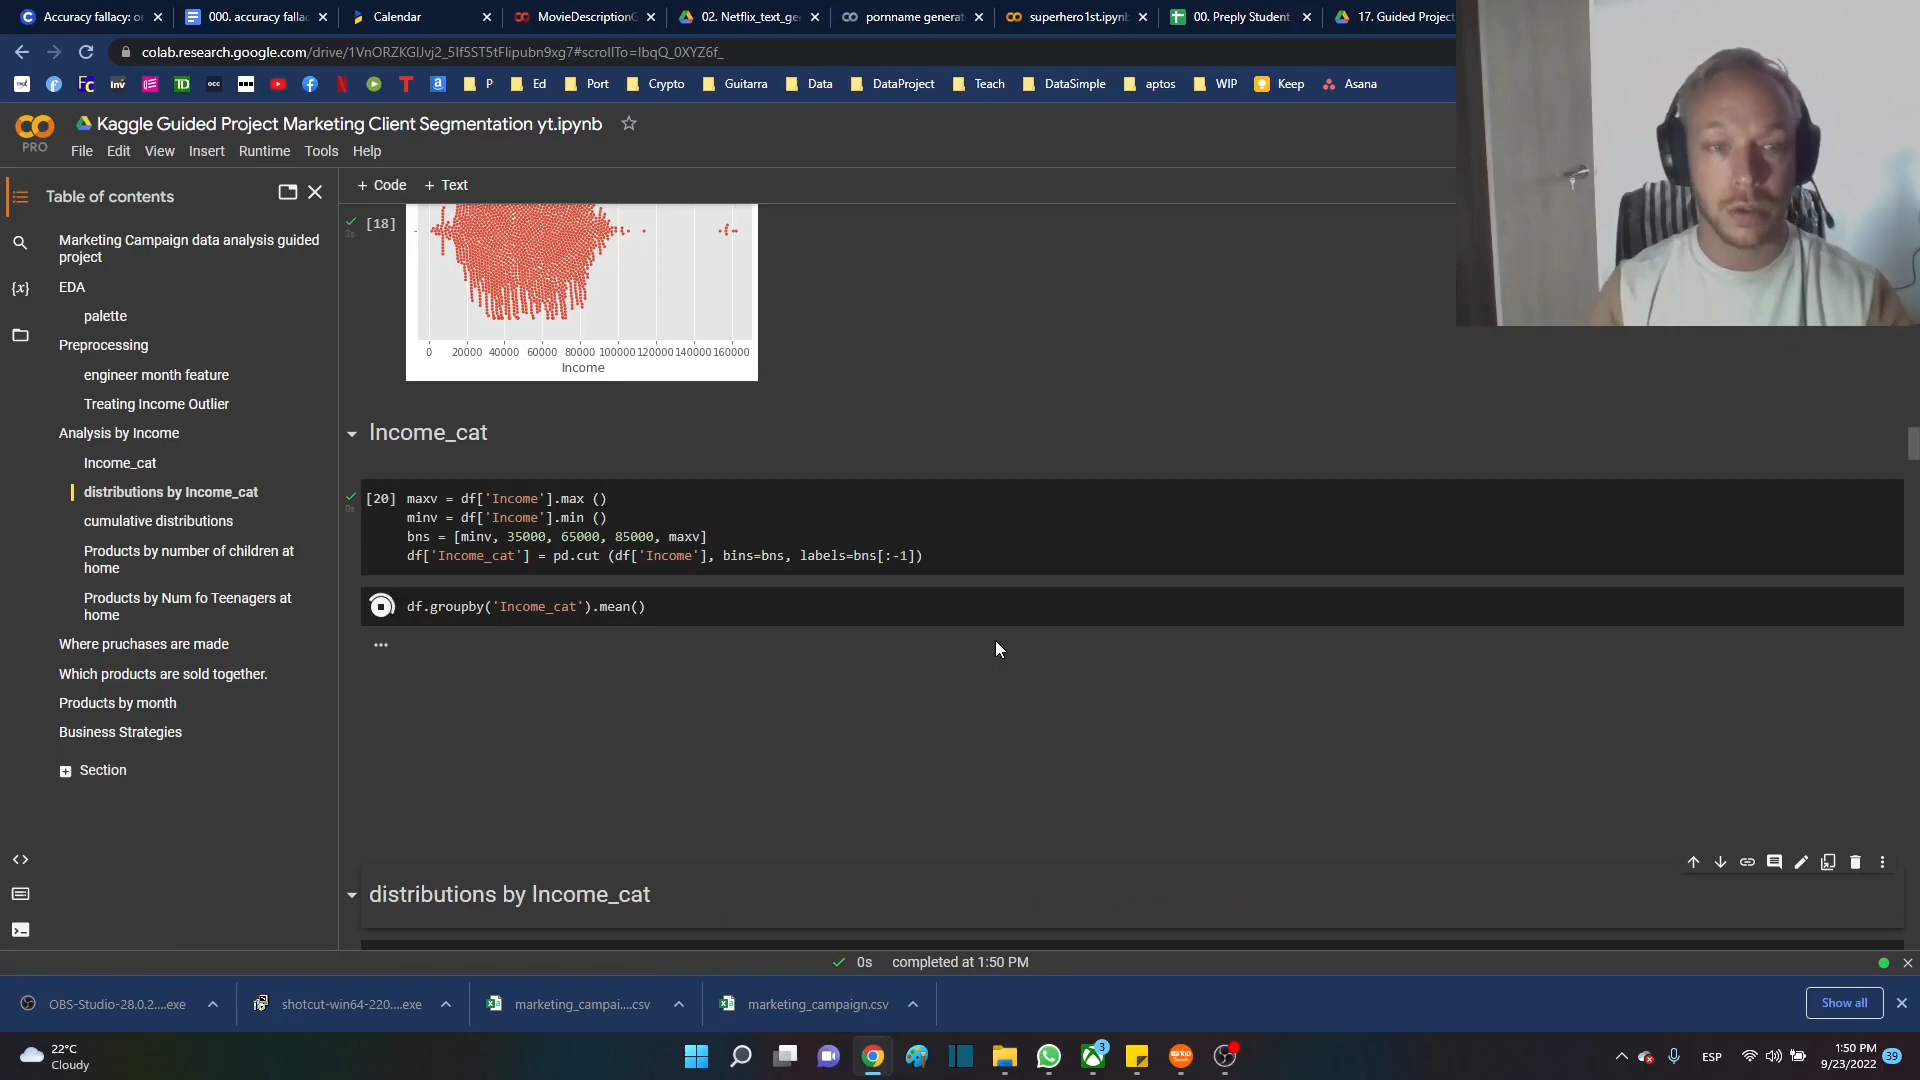 Accuracy fallacy: or
000. accuracy falla
Calendar
MovieDescriptionG
02. Netflix_text_ge
pornname generat
superhero1st.ipynb
00. Preply Student
17. Guided Project
colab.research.google.com/drive/1VnORZKGlJvj2_5lf5ST5tFlipubn9xg7#scrollTo=lbqQ_0XYZ6f_
P
Ed
Port
Crypto
Guitarra
Data
DataProject
Teach
DataSimple
aptos
WIP
Keep
Asana
PRO
Kaggle Guided Project Marketing Client Segmentation yt.ipynb
File Edit View Insert Runtime Tools Help
Table of contents
+ Code + Text
Marketing Campaign data analysis guided
project
EDA
palette
Preprocessing
engineer month feature
Treating Income Outlier
Analysis by Income
Income_cat
distributions by Income_cat
cumulative distributions
Products by number of children at
home
Products by Num fo Teenagers at
home
Where pruchases are made
Which products are sold together.
Products by month
Business Strategies
Section
[18]
3s
0 20000 40000 60000 80000 100000 120000 140000 160000
Income
Income_cat
[20] maxv = df['Income'].max ()
0s
minv = df['Income'].min ()
bns = [minv, 35000, 65000, 85000, maxv]
df['Income_cat'] = pd.cut (df['Income'], bins=bns, labels=bns[:-1])
df.groupby('Income_cat').mean()
...
distributions by Income_cat
0s completed at 1:50 PM
OBS-Studio-28.0.2....exe
shotcut-win64-220....exe
marketing_campai....csv
marketing_campaign.csv
Show all
22°C
Cloudy
3
ESP
1:50 PM
9/23/2022
39